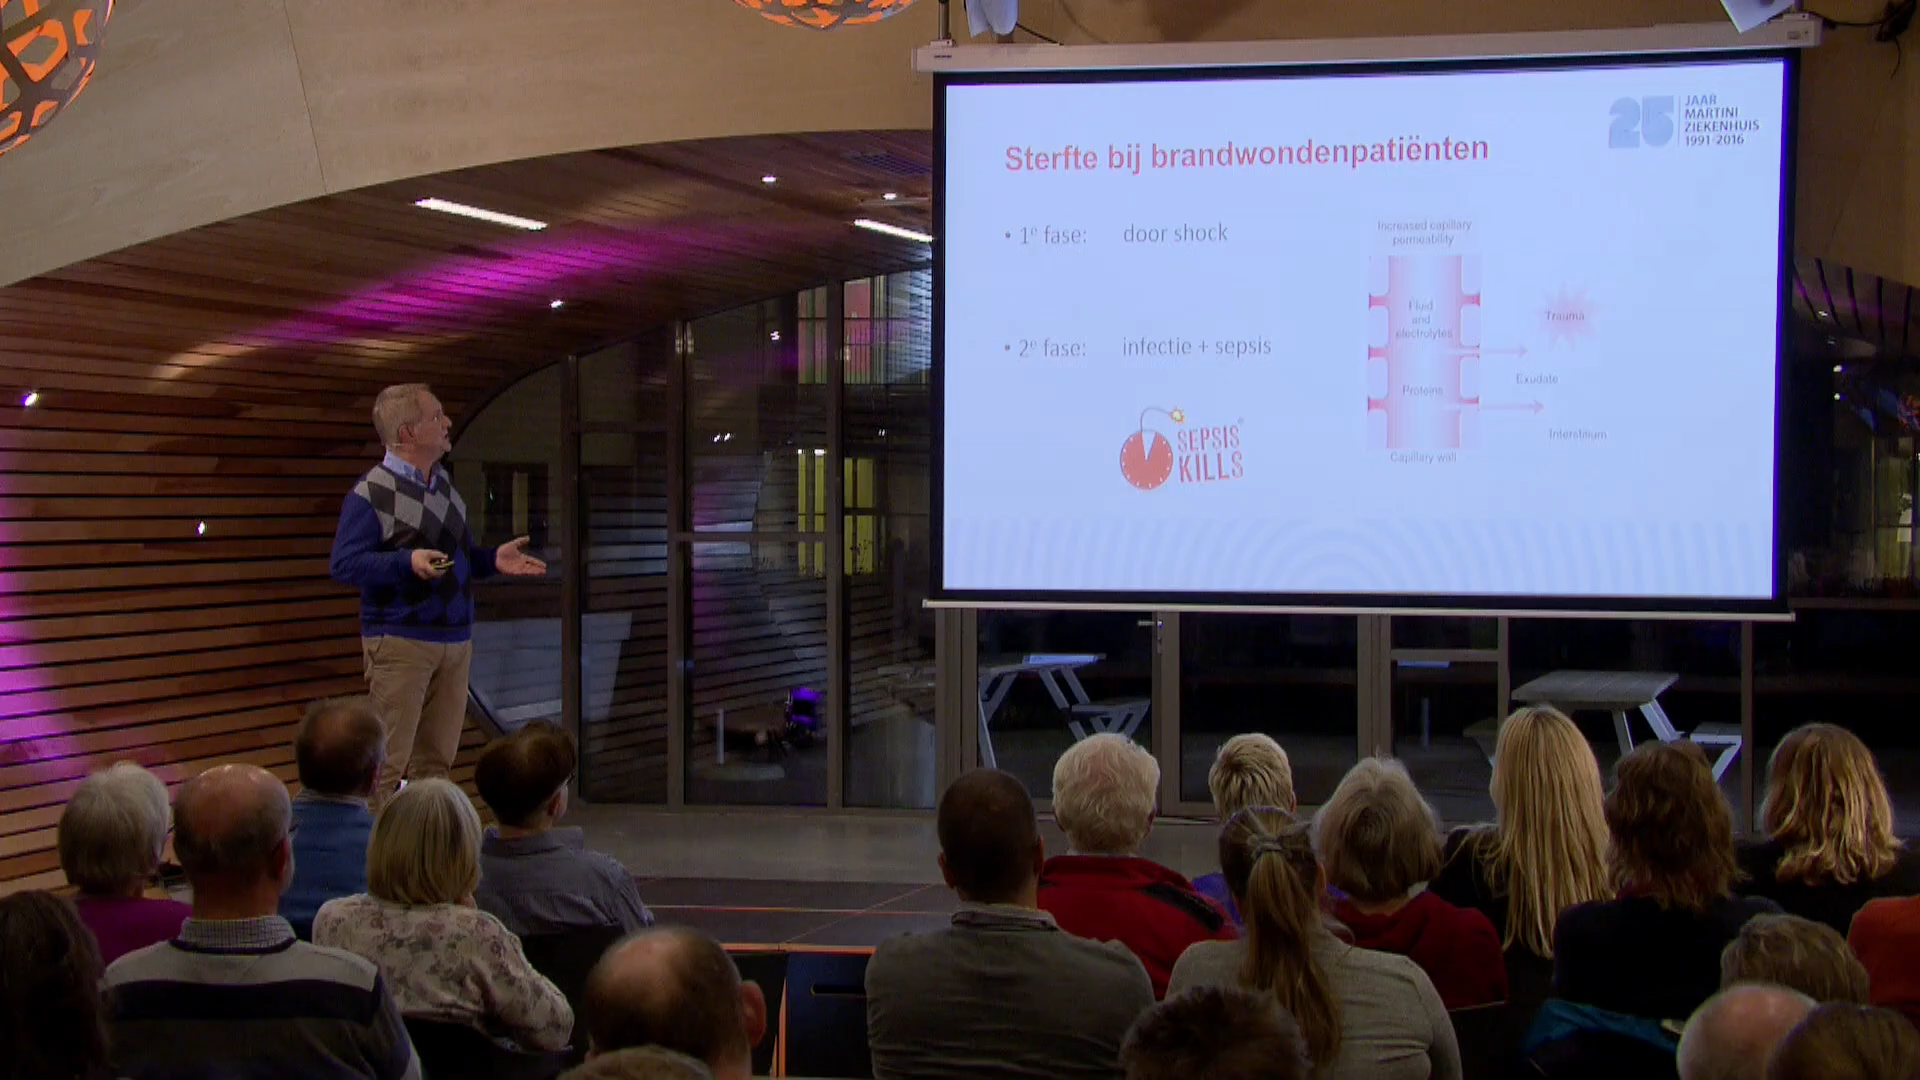 Sterfte bij brandwondenpatiënten
25 JAAR
MARTINI
ZIEKENHUIS
1991-2016
• 1e fase: door shock
• 2e fase: infectie + sepsis
SEPSIS
KILLS
Increased capillary
permeability
Fluid
and
electrolytes
Trauma
Exudate
Proteins
Interstitium
Capillary wall